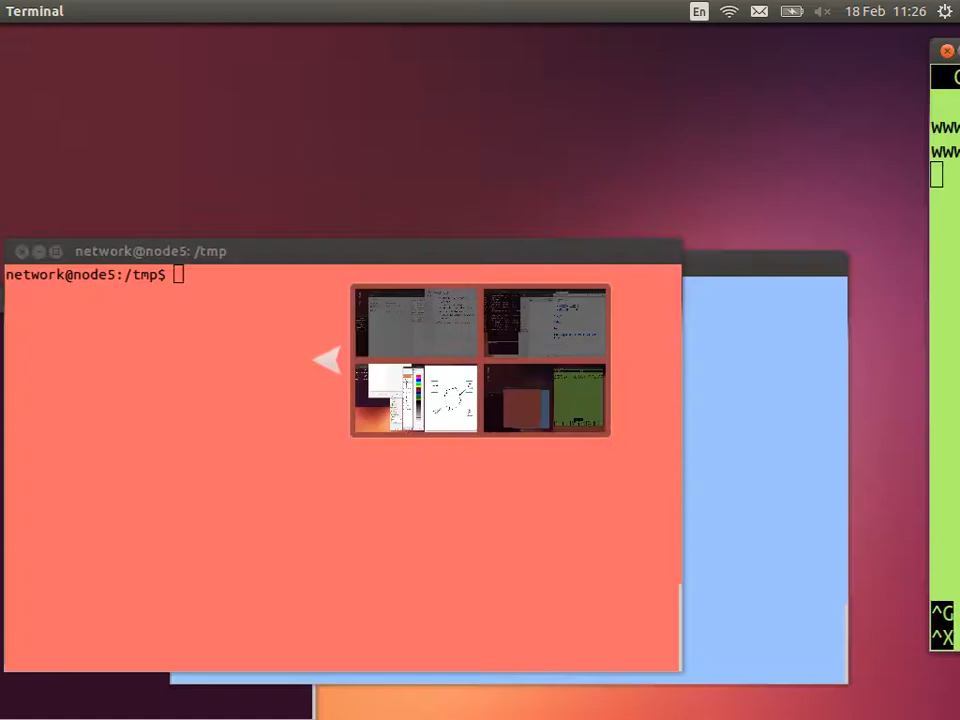 Terminal
En
18 Feb 11:26
network@node5: /tmp
network@node5:/tmp$
WWW
WWW
^G
^X